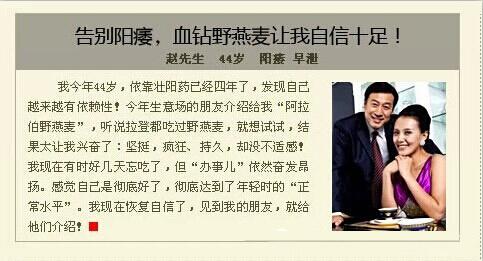 告别阳痿，血钻野燕麦让我自信十足！
赵先生 44岁 阳痿 早泄
我今年44岁，依靠壮阳药已经四年了，发现自己
越来越有依赖性！今年生意场的朋友介绍给我“阿拉
伯野燕麦”，听说拉登都吃过野燕麦，就想试试，结
果太让我兴奋了：坚挺，疯狂、持久，却没不适感！
我现在有时好几天忘吃了，但“办事儿”依然奋发昂
扬。感觉自己是彻底好了，彻底达到了年轻时的“正
常水平”。我现在恢复自信了，见到我的朋友，就给
他们介绍！